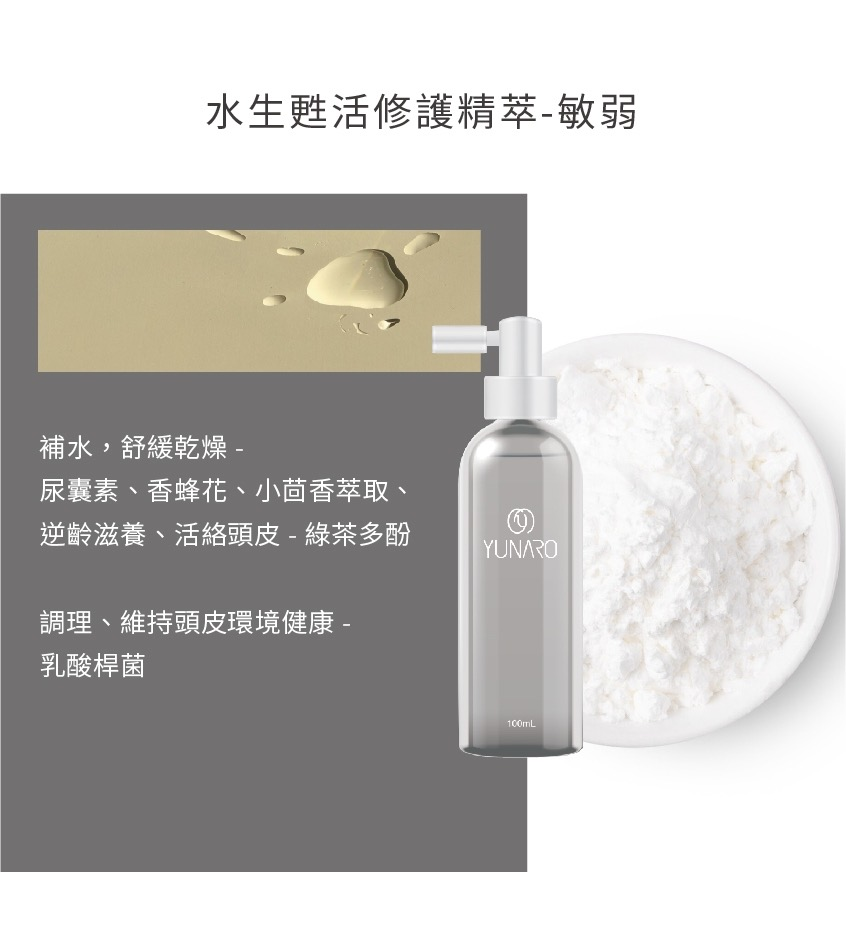 水生甦活修護精萃-敏弱
補水，舒緩乾燥 -
尿囊素、香蜂花、小茴香萃取、
逆齡滋養、活絡頭皮 - 綠茶多酚
調理、維持頭皮環境健康 -
乳酸桿菌
YUNARO
100mL